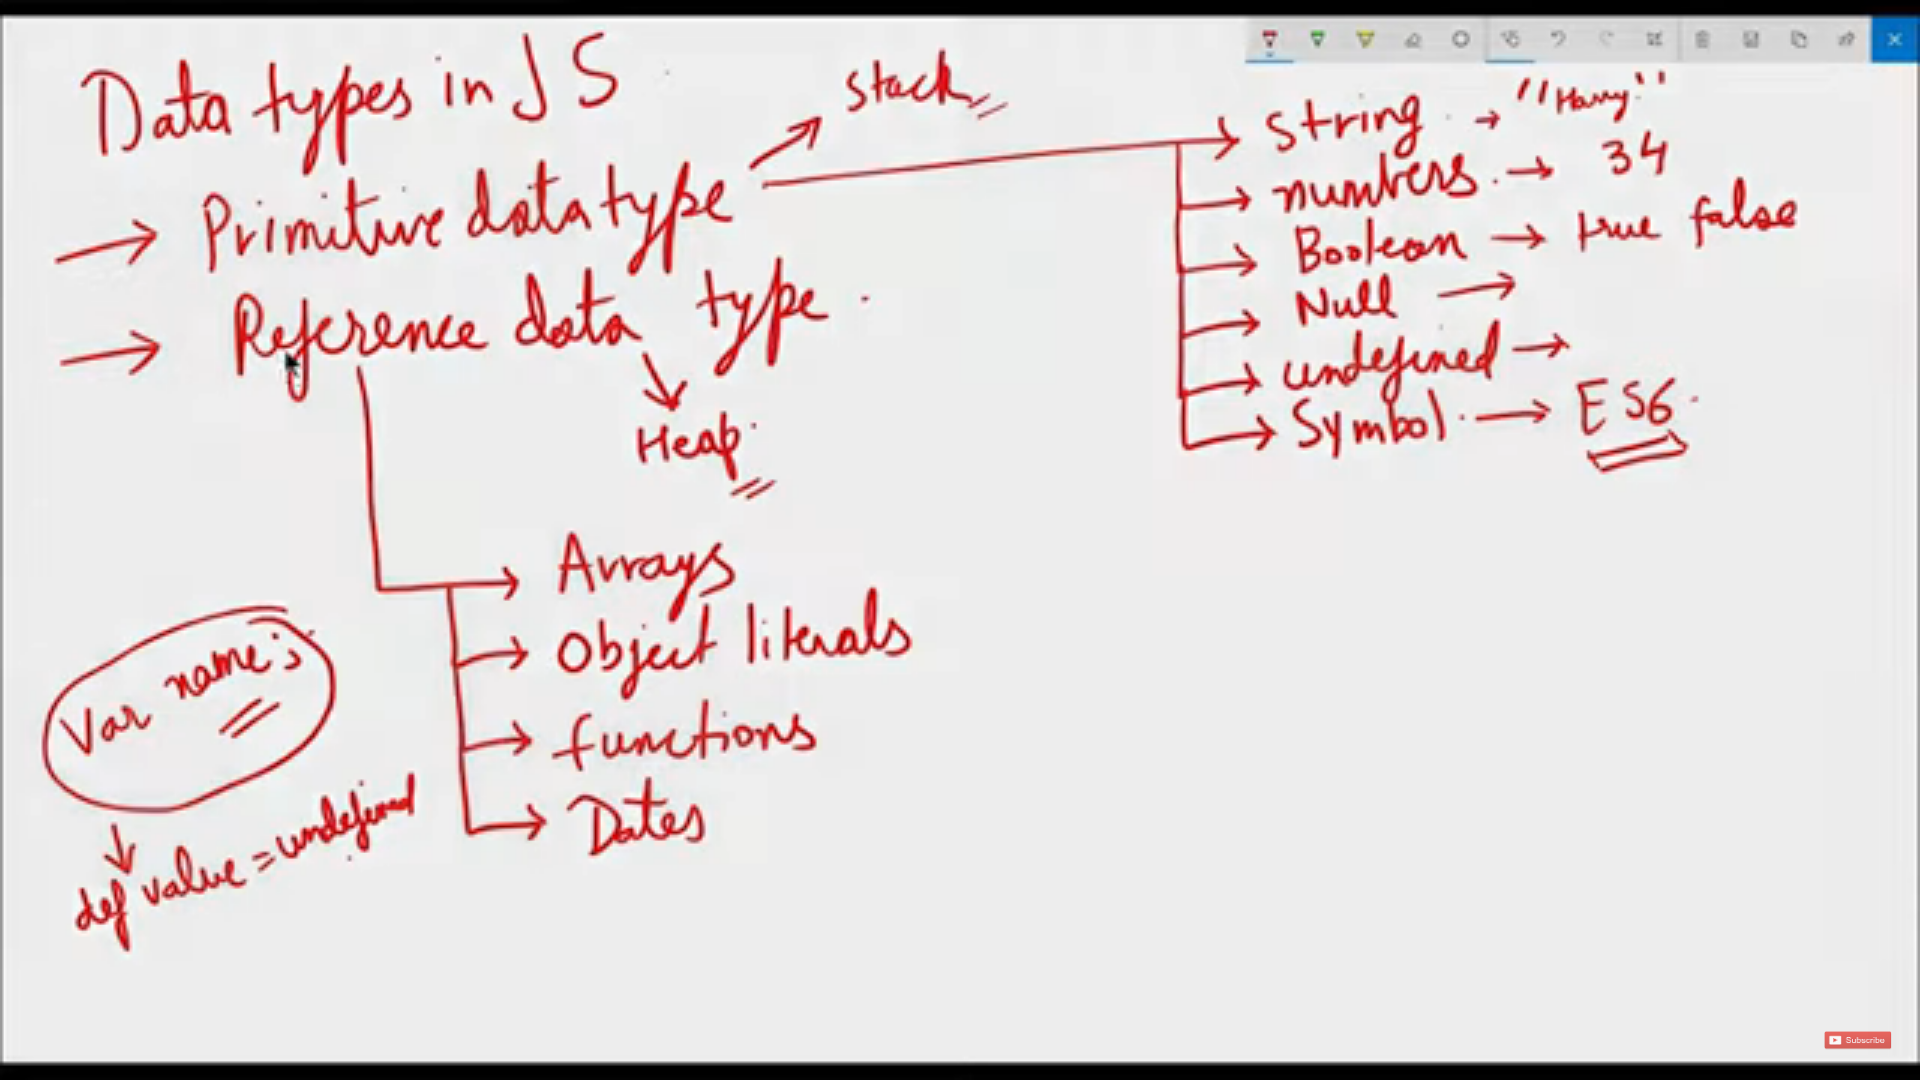 Data types in JS
→ Primitive data type
Stack
→ Reference data type
Heap
String → "Harry"
numbers → 34
Boolean → true false
Null →
undefined →
Symbol → ES6
Arrays
Object literals
functions
Dates
Var name;
def value = undefined
Subscribe